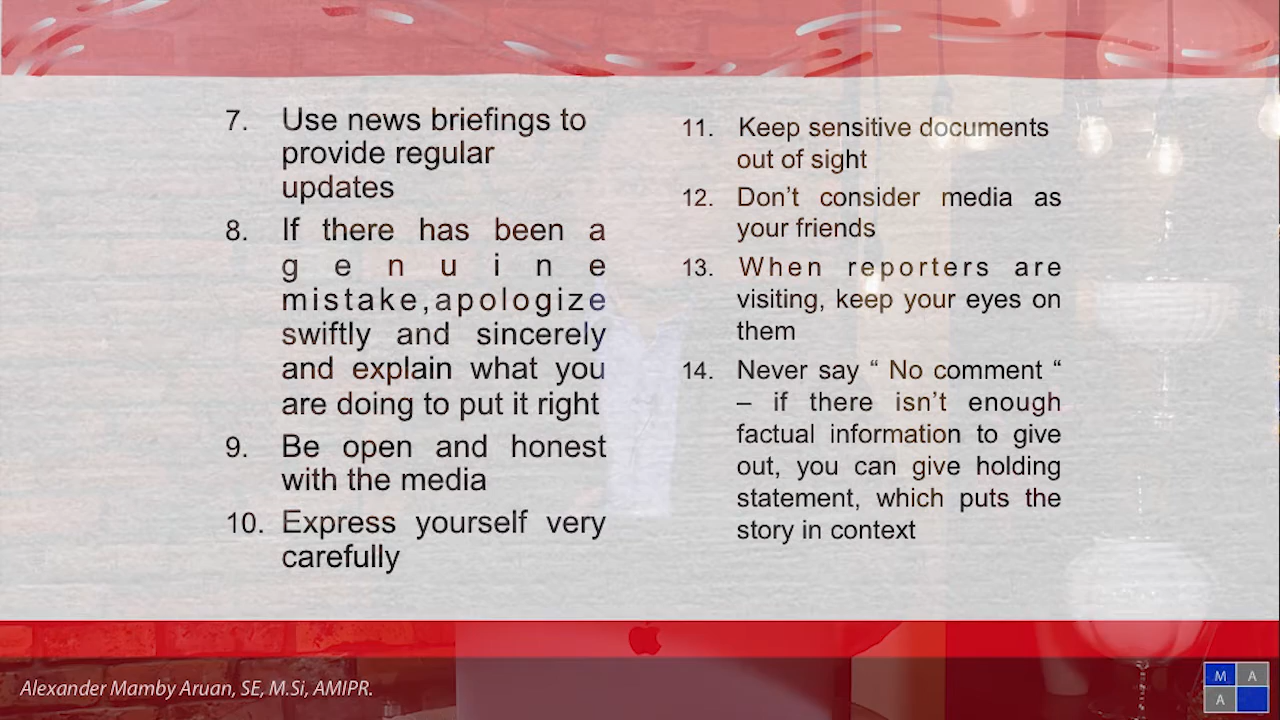 7. Use news briefings to
provide regular
updates
8. If there has been a
genuine
mistake,apologize
swiftly and sincerely
and explain what you
are doing to put it right
9. Be open and honest
with the media
10. Express yourself very
carefully
11. Keep sensitive documents
out of sight
12. Don’t consider media as
your friends
13. When reporters are
visiting, keep your eyes on
them
14. Never say “ No comment “
– if there isn’t enough
factual information to give
out, you can give holding
statement, which puts the
story in context
Alexander Mamby Aruan, SE, M.Si, AMIPR.
M A
A